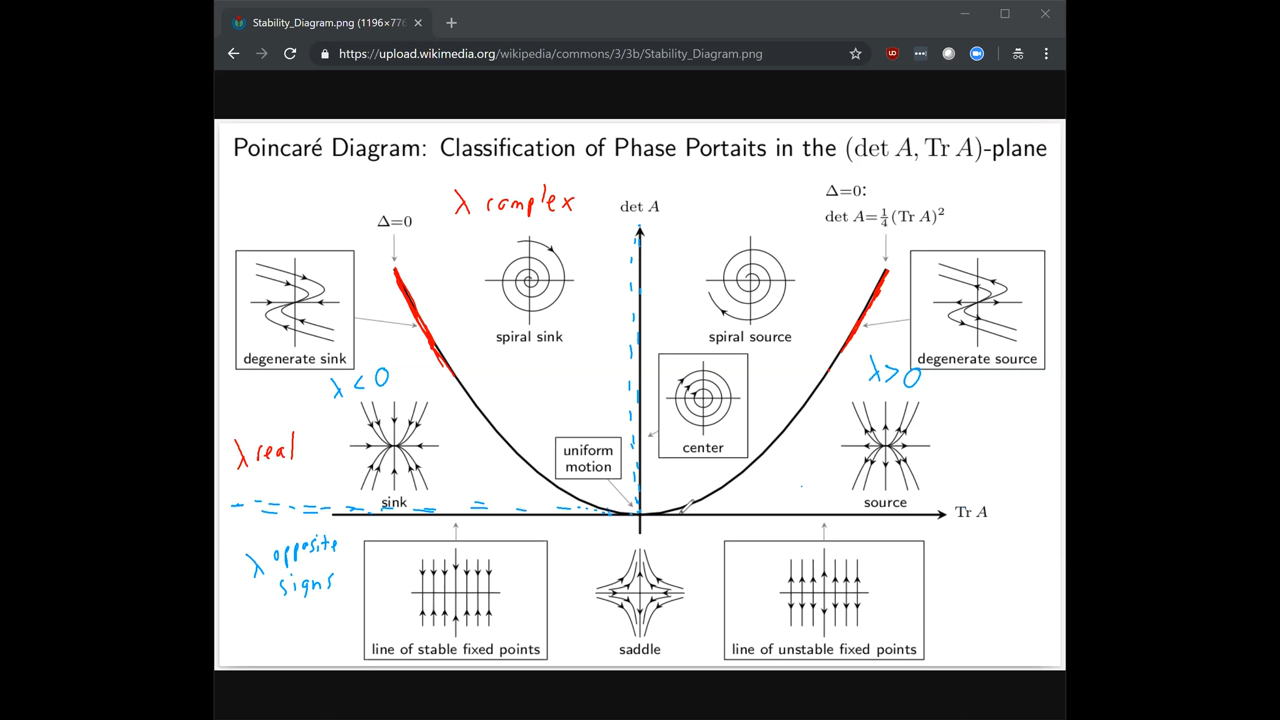 Stability_Diagram.png (1196×776
https://upload.wikimedia.org/wikipedia/commons/3/3b/Stability_Diagram.png
Poincaré Diagram: Classification of Phase Portaits in the (det A, Tr A)-plane
λ complex
det A
Δ=0:
det A=¼(Tr A)²
Δ=0
spiral sink
spiral source
degenerate sink
degenerate source
λ < 0
λ > 0
center
uniform
motion
λ real
sink
source
Tr A
λ opposite
signs
line of stable fixed points
saddle
line of unstable fixed points